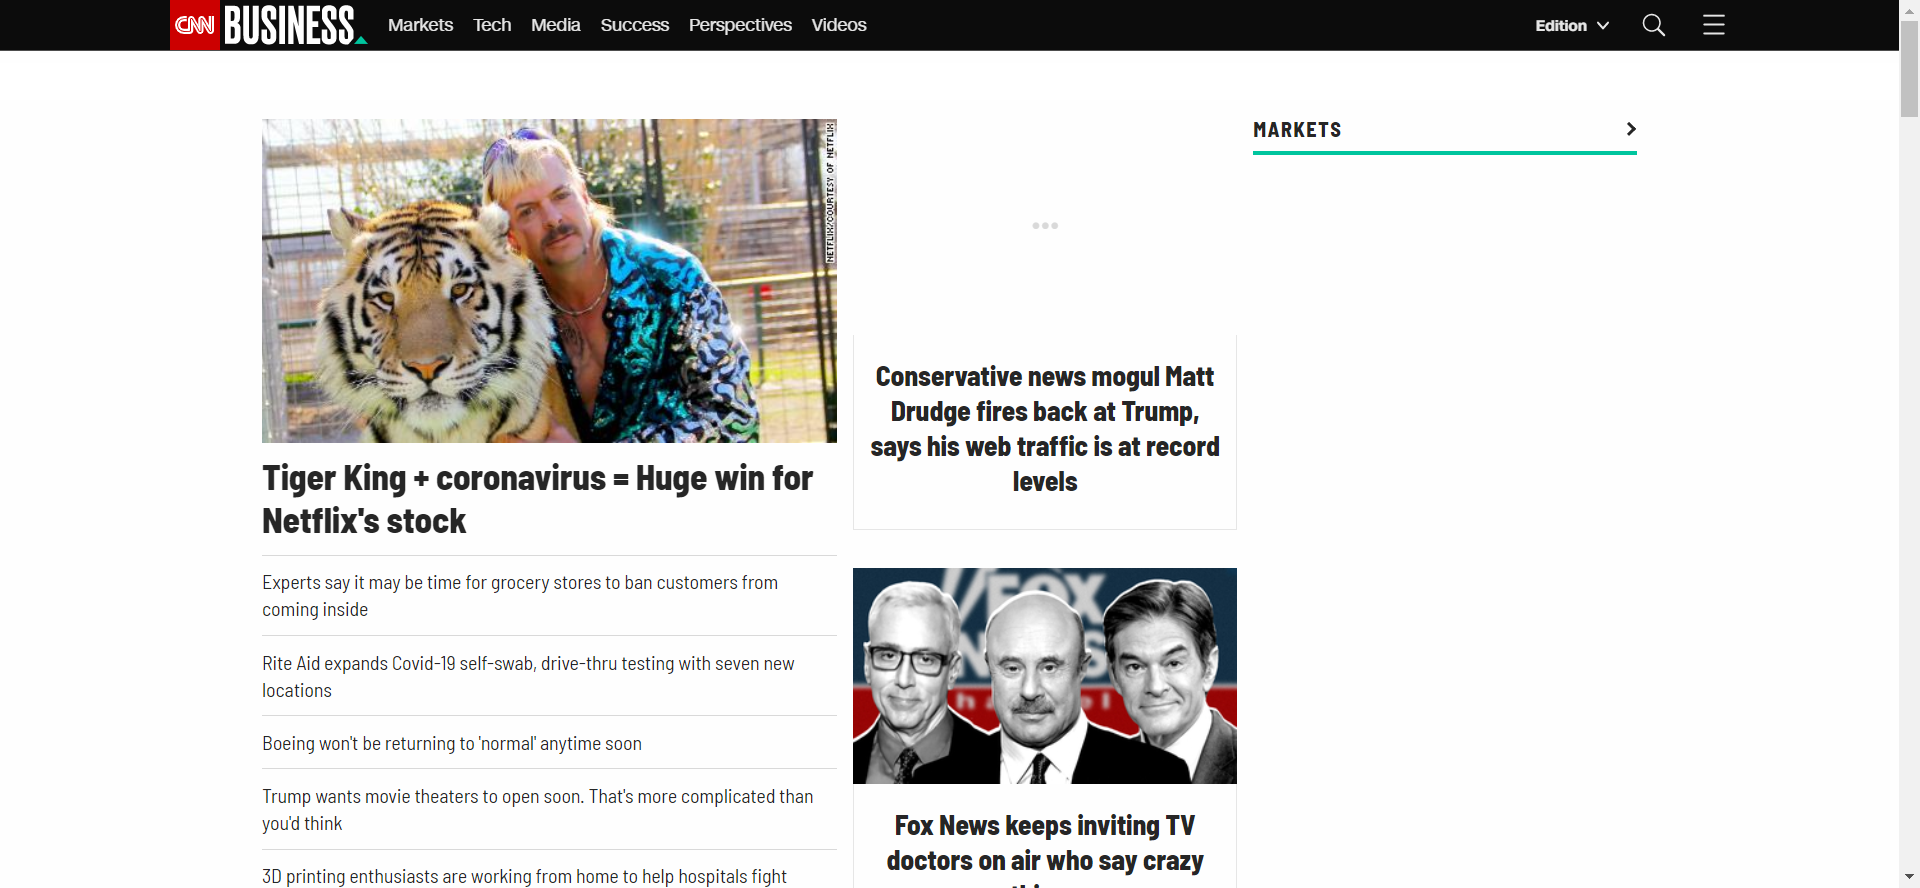 CNN BUSINESS Markets Tech Media Success Perspectives Videos Edition
NETFLIX/COURTESY OF NETFLIX
Tiger King + coronavirus = Huge win for
Netflix's stock
Experts say it may be time for grocery stores to ban customers from
coming inside
Rite Aid expands Covid-19 self-swab, drive-thru testing with seven new
locations
Boeing won't be returning to 'normal' anytime soon
Trump wants movie theaters to open soon. That's more complicated than
you'd think
3D printing enthusiasts are working from home to help hospitals fight
Conservative news mogul Matt
Drudge fires back at Trump,
says his web traffic is at record
levels
FOX
Fox News keeps inviting TV
doctors on air who say crazy
MARKETS